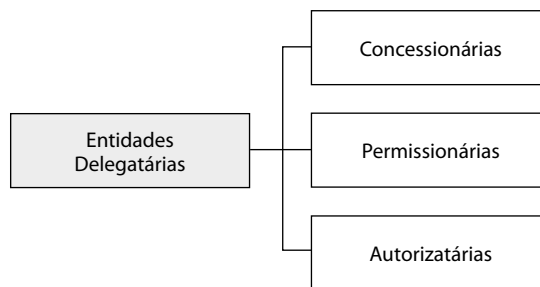 Entidades
Delegatárias
Concessionárias
Permissionárias
Autorizatárias